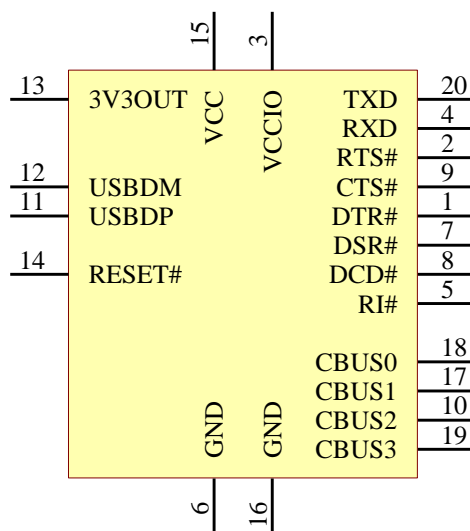 15 3
13 3V3OUT VCC VCCIO TXD 20
RXD 4
RTS# 2
12 USBDM CTS# 9
11 USBDP DTR# 1
DSR# 7
14 RESET# DCD# 8
RI# 5
CBUS0 18
CBUS1 17
GND GND CBUS2 10
CBUS3 19
6 16